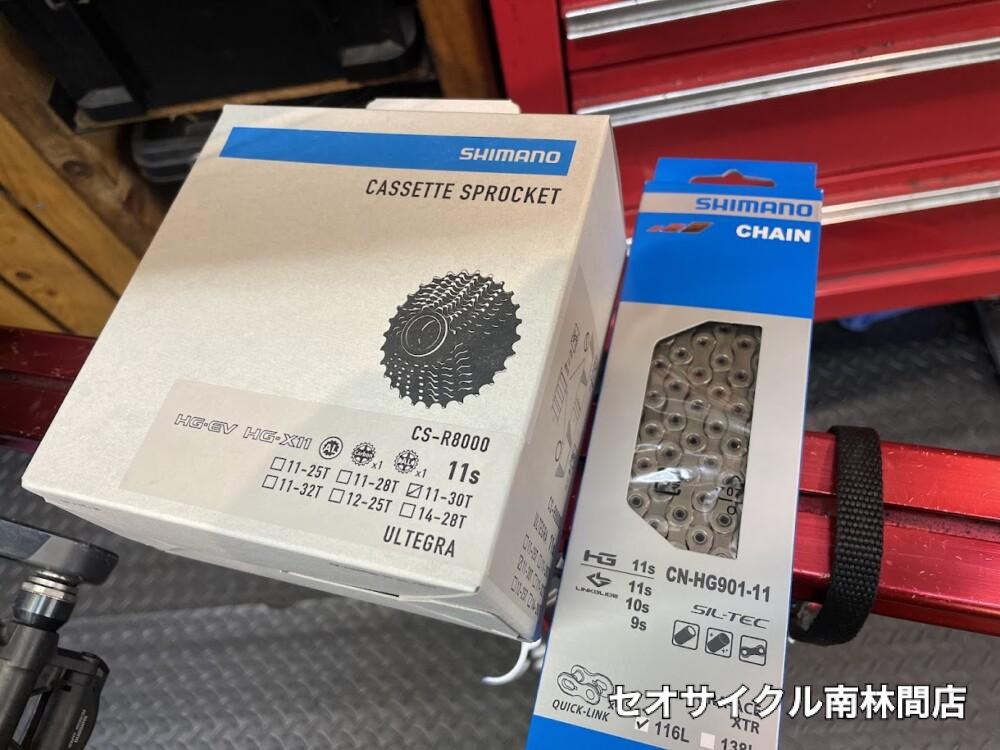 SHIMANO
CASSETTE SPROCKET
HG-EV HG-X11
x1 x1
CS-R8000
11s
□11-25T □11-28T ☑11-30T
□11-32T □12-25T □14-28T
ULTEGRA
SHIMANO
CHAIN
HG 11s
LINKGLIDE 11s
10s
9s
CN-HG901-11
SIL-TEC
QUICK-LINK
XTR
☑116L
セオサイクル南林間店